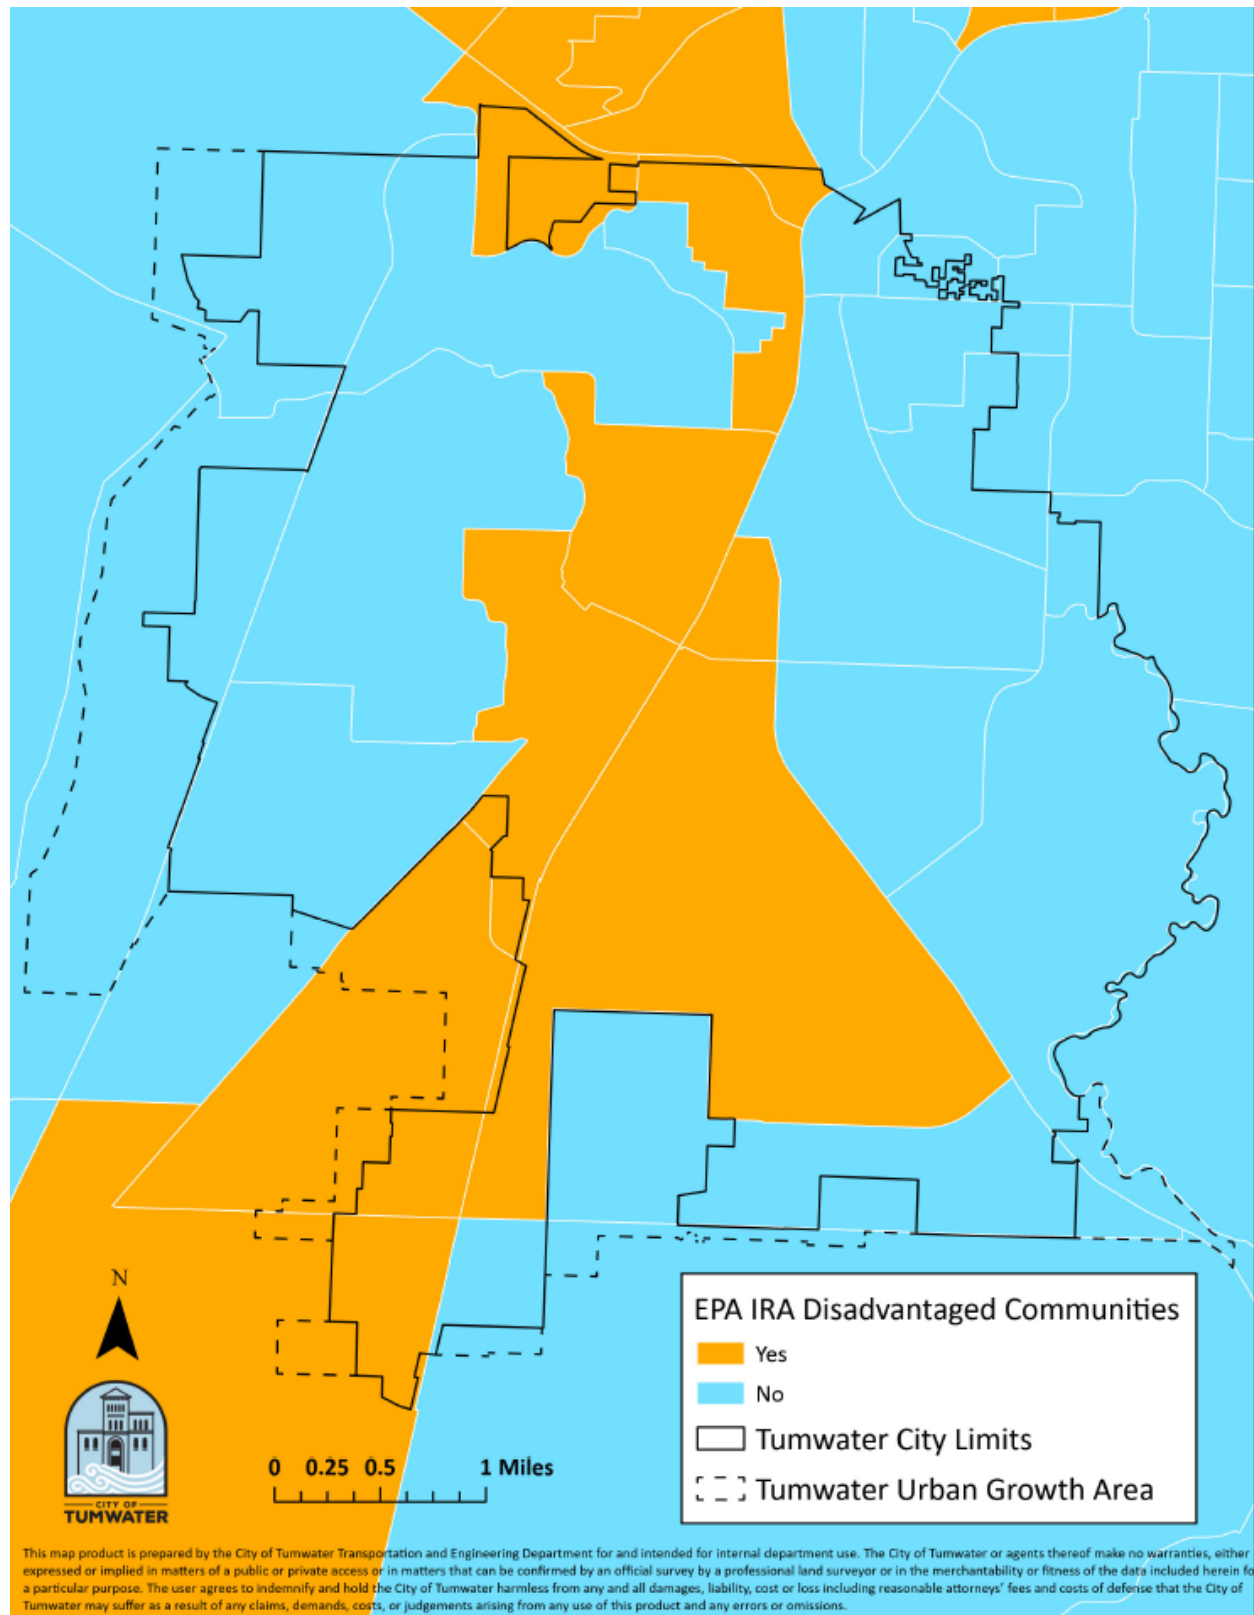 N
EPA IRA Disadvantaged Communities
Yes
No
Tumwater City Limits
Tumwater Urban Growth Area
0 0.25 0.5 1 Miles
CITY OF
TUMWATER
This map product is prepared by the City of Tumwater Transportation and Engineering Department for and intended for internal department use. The City of Tumwater or agents thereof make no warranties, either
expressed or implied in matters of a public or private access or in matters that can be confirmed by an official survey by a professional land surveyor or in the merchantability or fitness of the data included herein fo
a particular purpose. The user agrees to indemnify and hold the City of Tumwater harmless from any and all damages, liability, cost or loss including reasonable attorneys' fees and costs of defense that the City of
Tumwater may suffer as a result of any claims, demands, costs, or judgements arising from any use of this product and any errors or omissions.